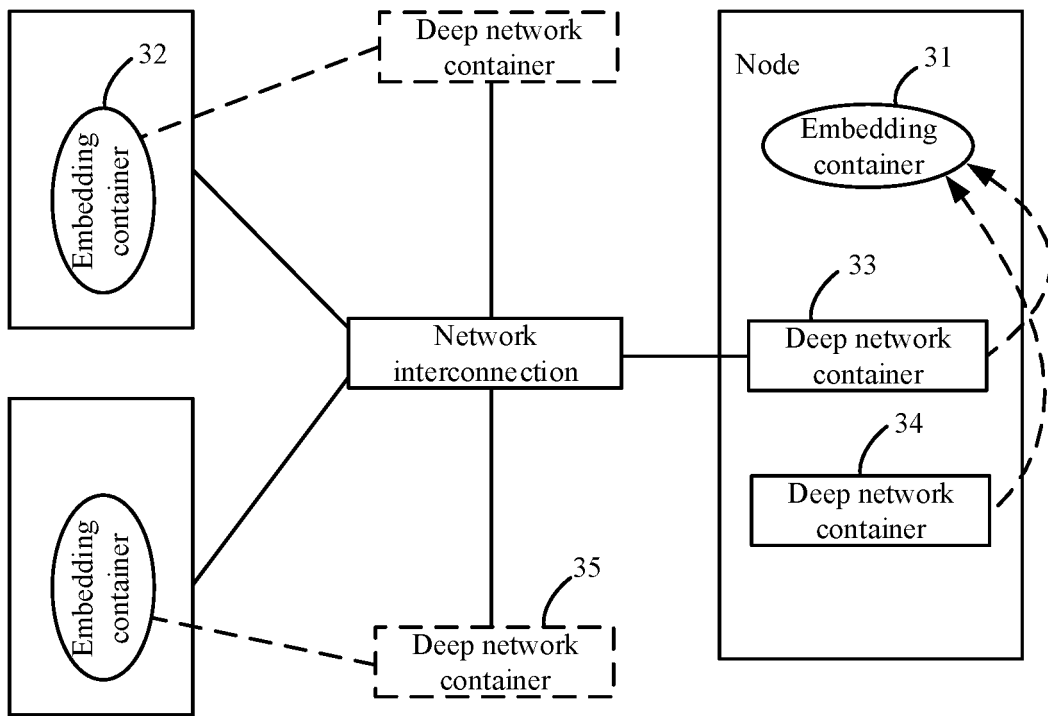 32
Embedding
container
Deep network
container
Node
31
Embedding
container
33
Deep network
container
Network
interconnection
34
Deep network
container
Embedding
container
35
Deep network
container